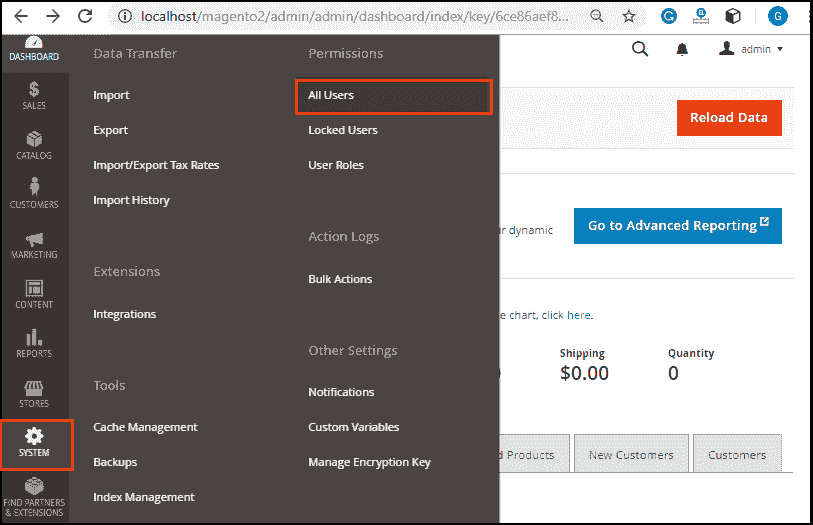 localhost/magento2/admin/admin/dashboard/index/key/6ce86aef8...
G
DASHBOARD
SALES
CATALOG
CUSTOMERS
MARKETING
CONTENT
REPORTS
STORES
SYSTEM
FIND PARTNERS
& EXTENSIONS
Data Transfer
Import
Export
Import/Export Tax Rates
Import History
Extensions
Integrations
Tools
Cache Management
Backups
Index Management
Permissions
All Users
Locked Users
User Roles
Action Logs
Bulk Actions
Other Settings
Notifications
Custom Variables
Manage Encryption Key
admin
Reload Data
dynamic
Go to Advanced Reporting
chart, click here.
Shipping
$0.00
Quantity
0
Products
New Customers
Customers